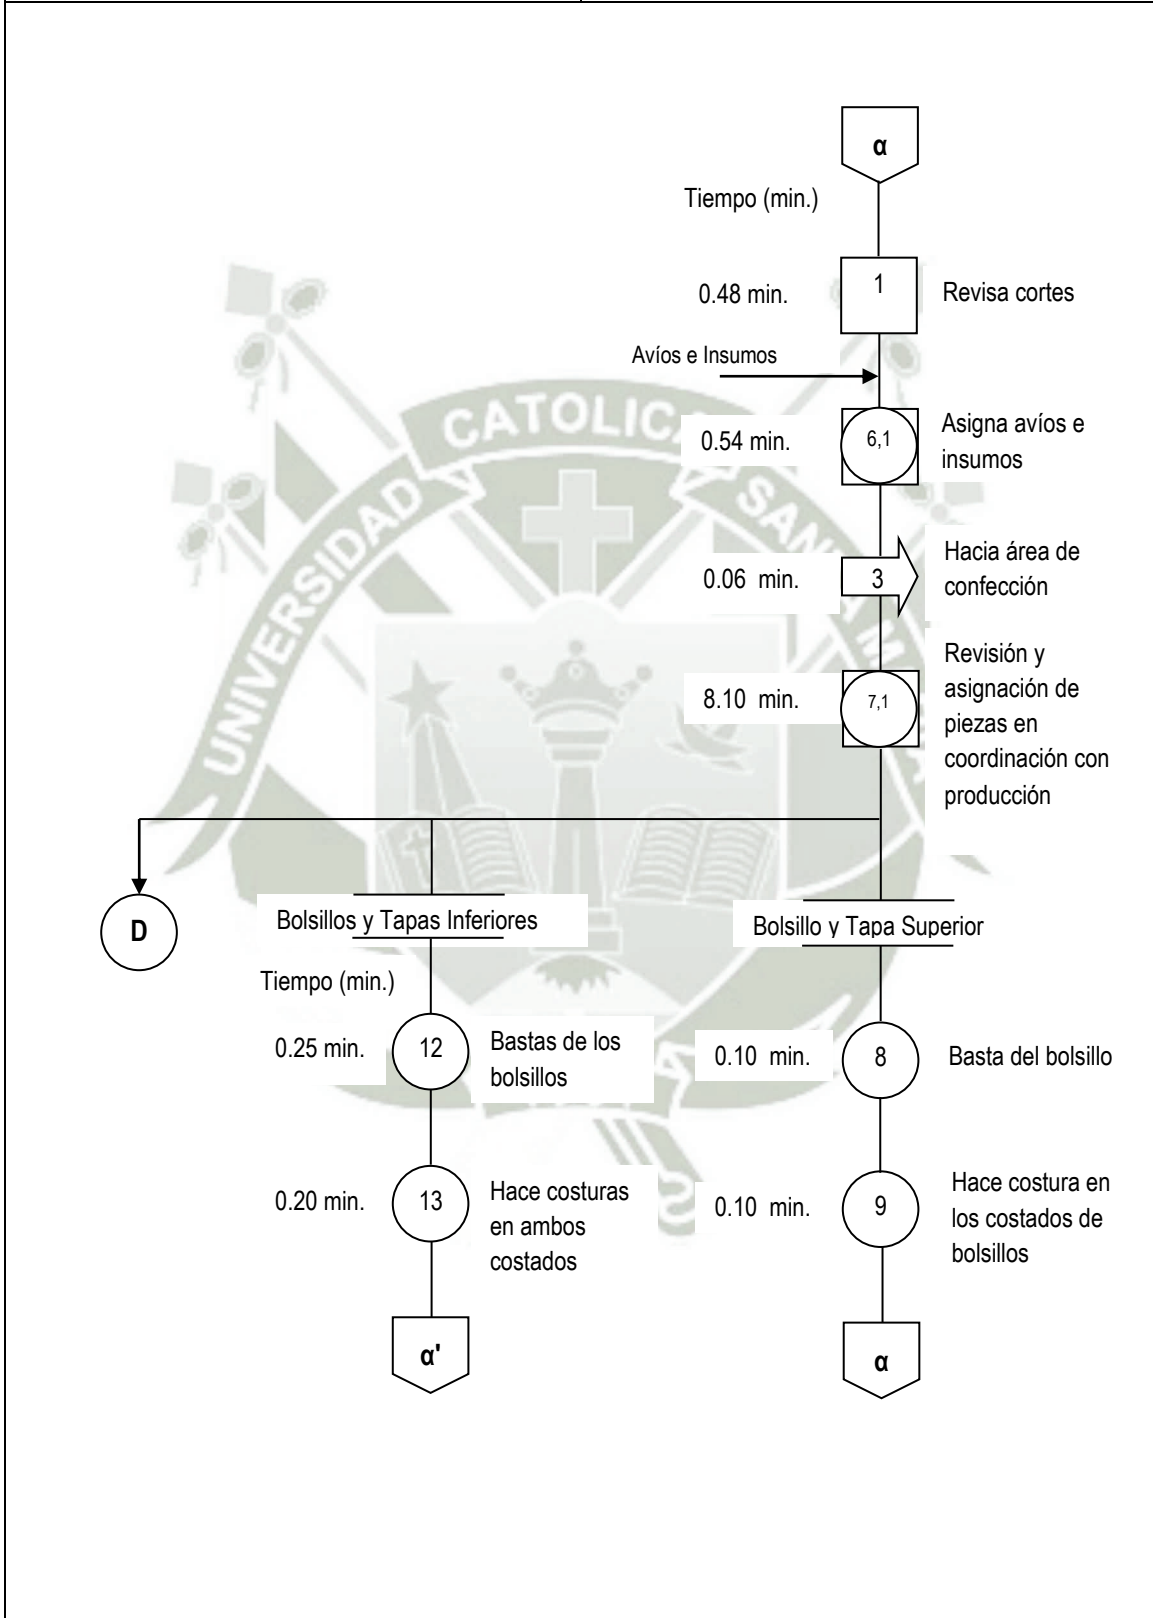 α
Tiempo (min.)
0.48 min.
1
Revisa cortes
Avíos e Insumos
0.54 min.
6,1
Asigna avíos e
insumos
0.06 min.
3
Hacia área de
confección
8.10 min.
7,1
Revisión y
asignación de
piezas en
coordinación con
producción
D
Bolsillos y Tapas Inferiores
Bolsillo y Tapa Superior
Tiempo (min.)
0.25 min.
12
Bastas de los
bolsillos
0.10 min.
8
Basta del bolsillo
0.20 min.
13
Hace costuras
en ambos
costados
0.10 min.
9
Hace costura en
los costados de
bolsillos
α'
α
UNIVERSIDAD
CATOLICA
SANTA